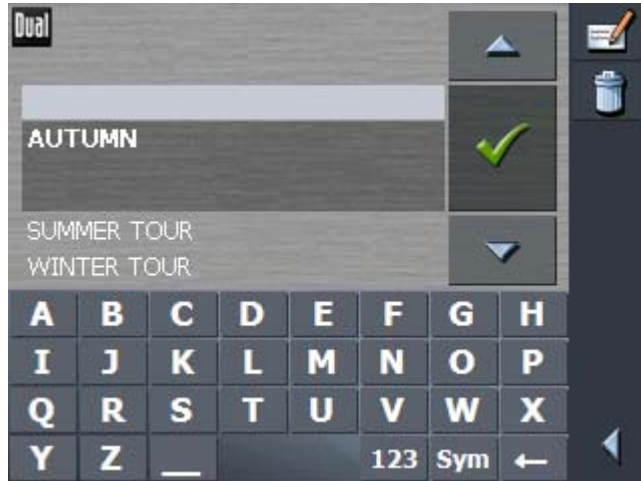 Dual
AUTUMN
SUMMER TOUR
WINTER TOUR
A B C D E F G H
I J K L M N O P
Q R S T U V W X
Y Z _ 123 Sym ←